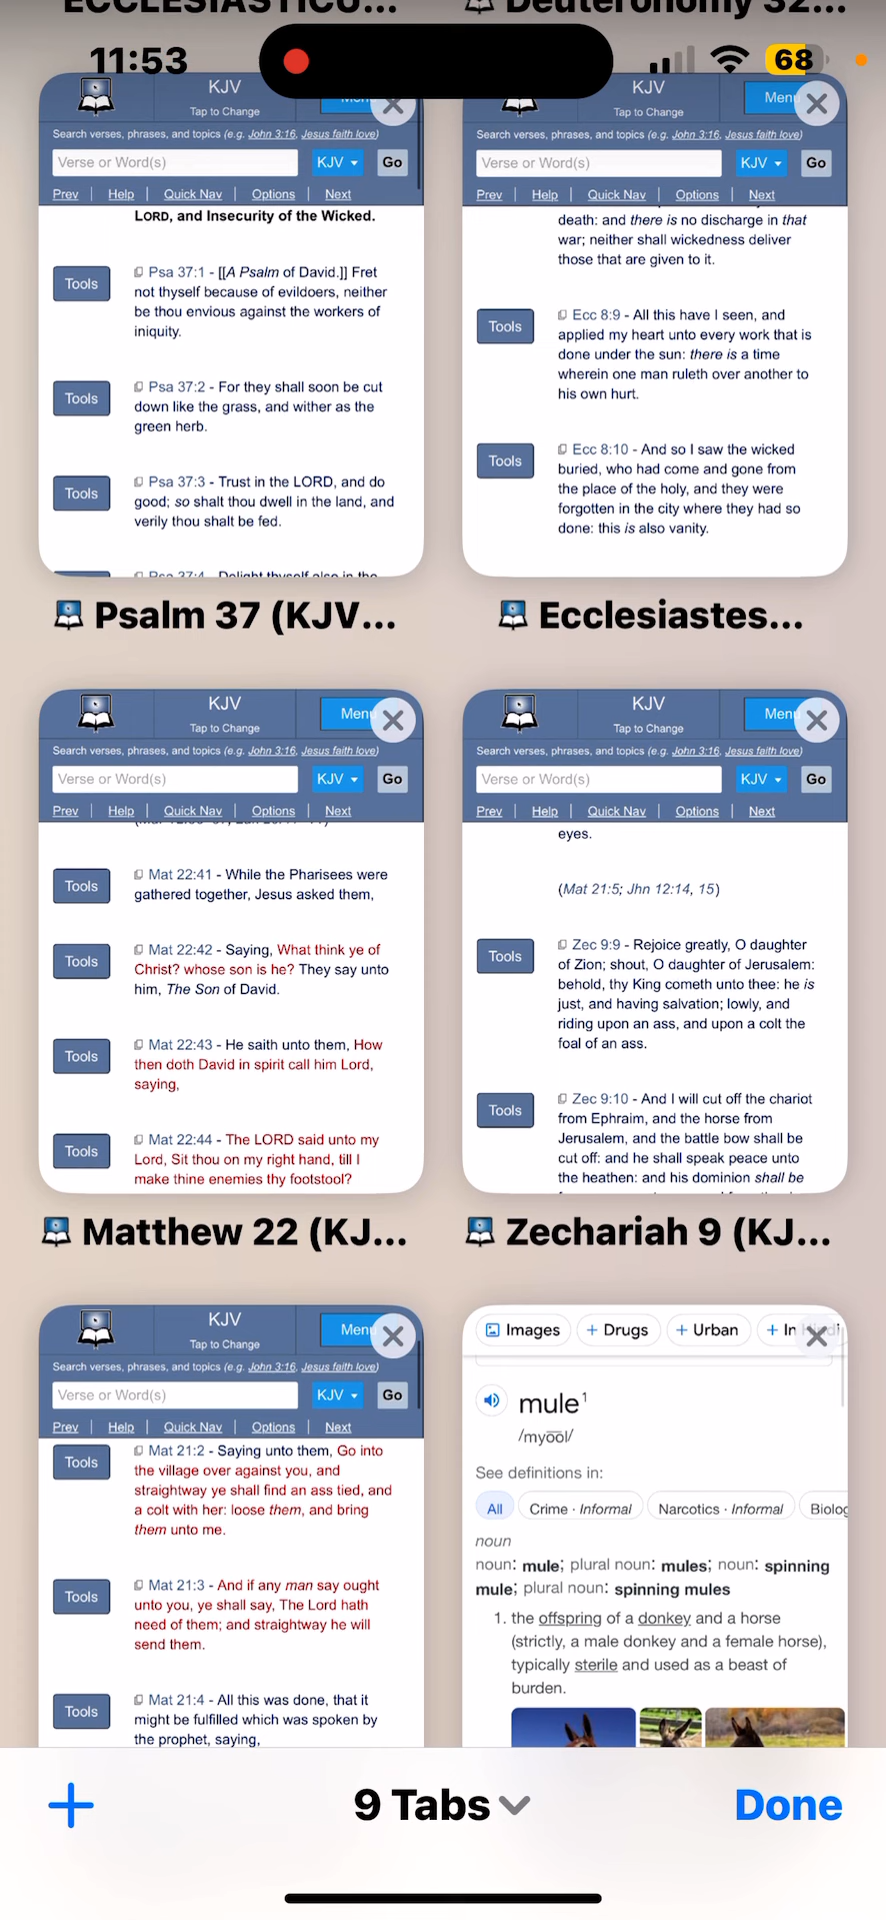 ECCLESIASTICU...
Deuteronomy 32...
11:53
68
KJV
Tap to Change
Menu
Search verses, phrases, and topics (e.g. John 3:16, Jesus faith love)
Verse or Word(s)
KJV
Go
Prev | Help | Quick Nav | Options | Next
LORD, and Insecurity of the Wicked.
Tools
Psa 37:1 - [[A Psalm of David.]] Fret
not thyself because of evildoers, neither
be thou envious against the workers of
iniquity.
Tools
Psa 37:2 - For they shall soon be cut
down like the grass, and wither as the
green herb.
Tools
Psa 37:3 - Trust in the LORD, and do
good; so shalt thou dwell in the land, and
verily thou shalt be fed.
Psa 37:4 - Delight thyself also in the
Psalm 37 (KJV...
KJV
Tap to Change
Menu
Search verses, phrases, and topics (e.g. John 3:16, Jesus faith love)
Verse or Word(s)
KJV
Go
Prev | Help | Quick Nav | Options | Next
death: and there is no discharge in that
war; neither shall wickedness deliver
those that are given to it.
Tools
Ecc 8:9 - All this have I seen, and
applied my heart unto every work that is
done under the sun: there is a time
wherein one man ruleth over another to
his own hurt.
Tools
Ecc 8:10 - And so I saw the wicked
buried, who had come and gone from
the place of the holy, and they were
forgotten in the city where they had so
done: this is also vanity.
Ecclesiastes...
KJV
Tap to Change
Menu
Search verses, phrases, and topics (e.g. John 3:16, Jesus faith love)
Verse or Word(s)
KJV
Go
Prev | Help | Quick Nav | Options | Next
Tools
Mat 22:41 - While the Pharisees were
gathered together, Jesus asked them,
Tools
Mat 22:42 - Saying, What think ye of
Christ? whose son is he? They say unto
him, The Son of David.
Tools
Mat 22:43 - He saith unto them, How
then doth David in spirit call him Lord,
saying,
Tools
Mat 22:44 - The LORD said unto my
Lord, Sit thou on my right hand, till I
make thine enemies thy footstool?
Matthew 22 (KJ...
KJV
Tap to Change
Menu
Search verses, phrases, and topics (e.g. John 3:16, Jesus faith love)
Verse or Word(s)
KJV
Go
Prev | Help | Quick Nav | Options | Next
eyes.
(Mat 21:5; Jhn 12:14, 15)
Tools
Zec 9:9 - Rejoice greatly, O daughter
of Zion; shout, O daughter of Jerusalem:
behold, thy King cometh unto thee: he is
just, and having salvation; lowly, and
riding upon an ass, and upon a colt the
foal of an ass.
Tools
Zec 9:10 - And I will cut off the chariot
from Ephraim, and the horse from
Jerusalem, and the battle bow shall be
cut off: and he shall speak peace unto
the heathen: and his dominion shall be
Zechariah 9 (KJ...
KJV
Tap to Change
Menu
Search verses, phrases, and topics (e.g. John 3:16, Jesus faith love)
Verse or Word(s)
KJV
Go
Prev | Help | Quick Nav | Options | Next
Tools
Mat 21:2 - Saying unto them, Go into
the village over against you, and
straightway ye shall find an ass tied, and
a colt with her: loose them, and bring
them unto me.
Tools
Mat 21:3 - And if any man say ought
unto you, ye shall say, The Lord hath
need of them; and straightway he will
send them.
Tools
Mat 21:4 - All this was done, that it
might be fulfilled which was spoken by
the prophet, saying,
Images
+ Drugs
+ Urban
+ In Hindi
mule1
/myo͞ol/
See definitions in:
All
Crime · Informal
Narcotics · Informal
Biolog
noun
noun: mule; plural noun: mules; noun: spinning
mule; plural noun: spinning mules
1. the offspring of a donkey and a horse
(strictly, a male donkey and a female horse),
typically sterile and used as a beast of
burden.
9 Tabs
Done